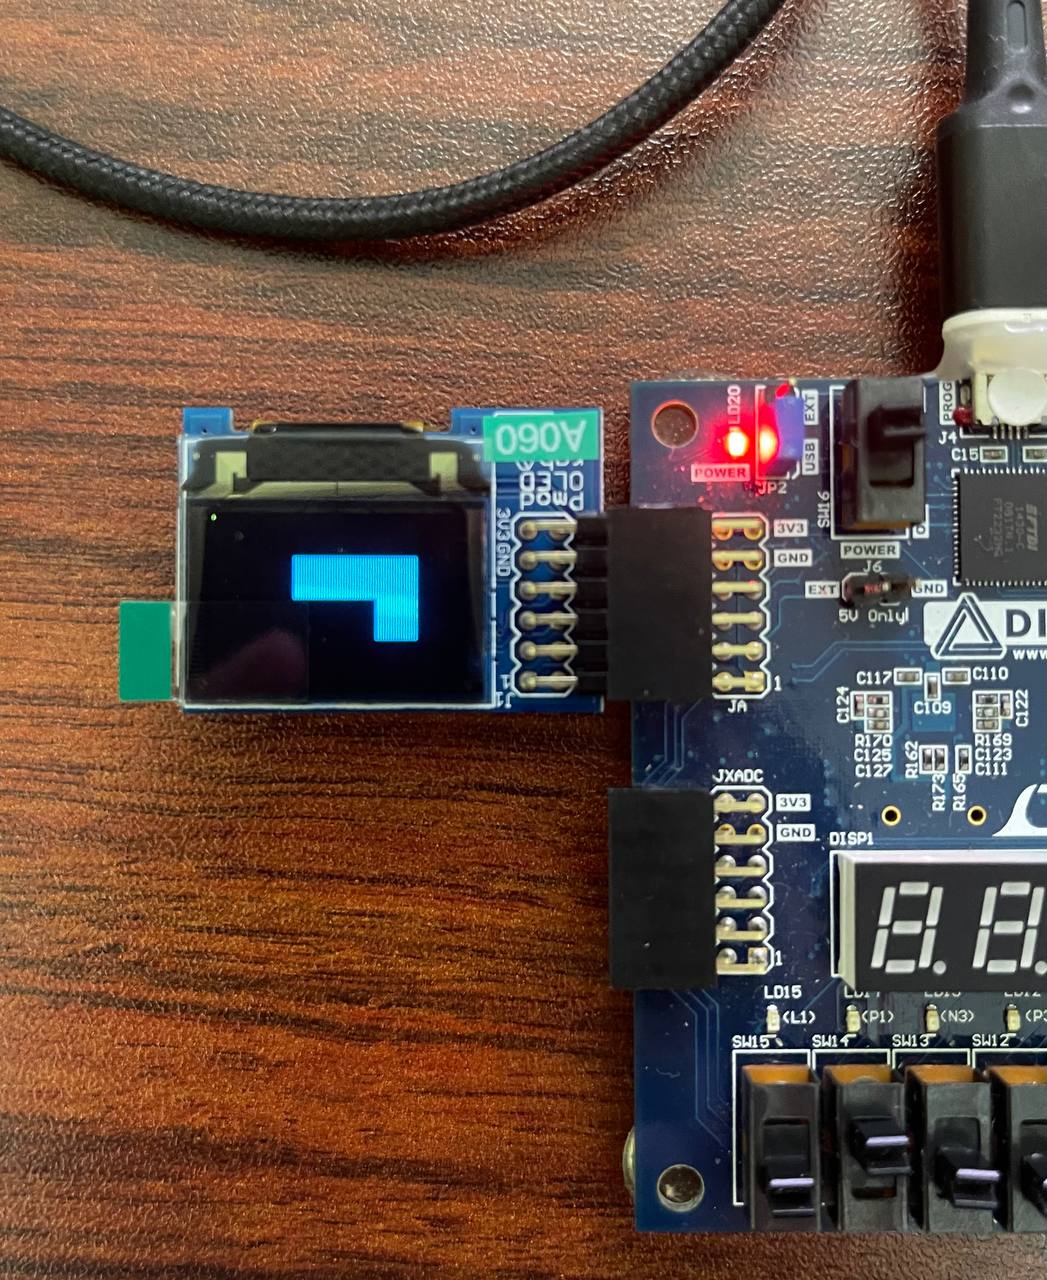 A060
3V3
GND
LD20
POWER
JP2
EXT
USB
SW16
POWER
J6
EXT
GND
5V Only!
PROG
J4
C15
3V3
GND
1
JA
DI
www
C117
C110
C109
C124
C122
R170
C125
C127
R162
R173
R165
R169
C123
C111
JXADC
3V3
GND
1
DISP1
LD15
(L1)
(P1)
(N3)
SW15
SW14
SW13
SW12